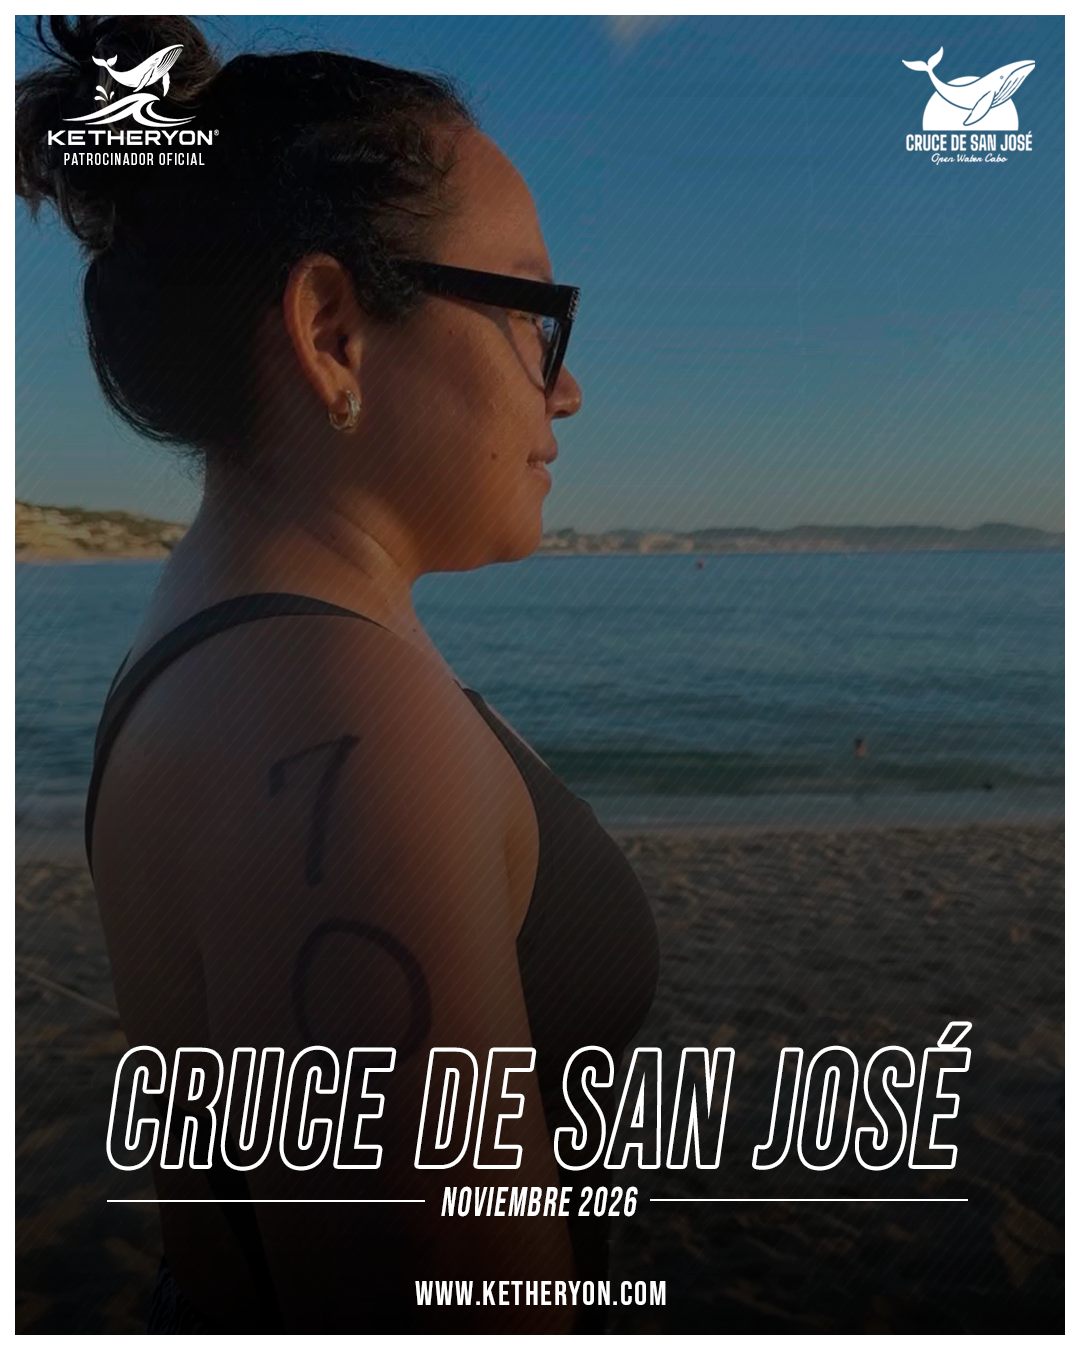 KETHERYON®
PATROCINADOR OFICIAL
CRUCE DE SAN JOSÉ
Open Water Cabo
70
CRUCE DE SAN JOSÉ
NOVIEMBRE 2026
WWW.KETHERYON.COM